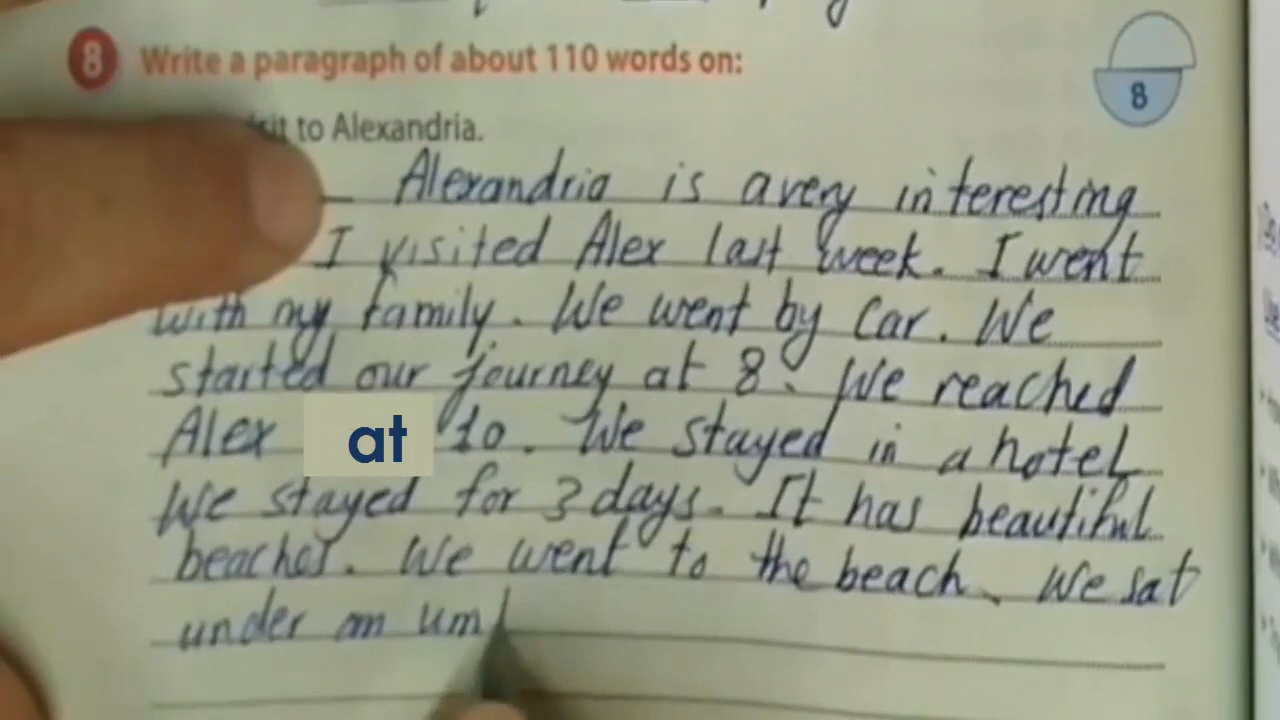 8 Write a paragraph of about 110 words on:
8
to Alexandria.
Alexandria is a very interesting
I visited Alex last week. I went
with my family. We went by car. We
started our journey at 8. We reached
Alex at 10. We stayed in a hotel
We stayed for 3 days. It has beautiful
beaches. We went to the beach. We sat
under an um